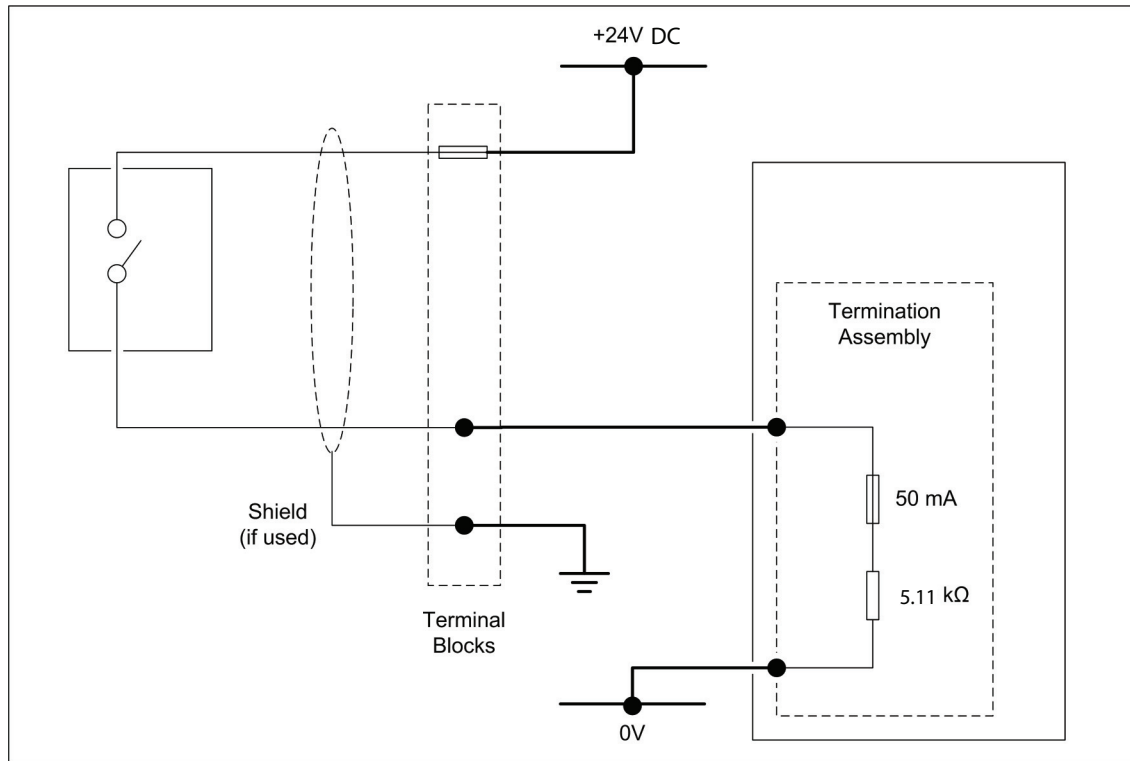 +24V DC
Termination
Assembly
50 mA
5.11 kΩ
Shield
(if used)
Terminal
Blocks
0V